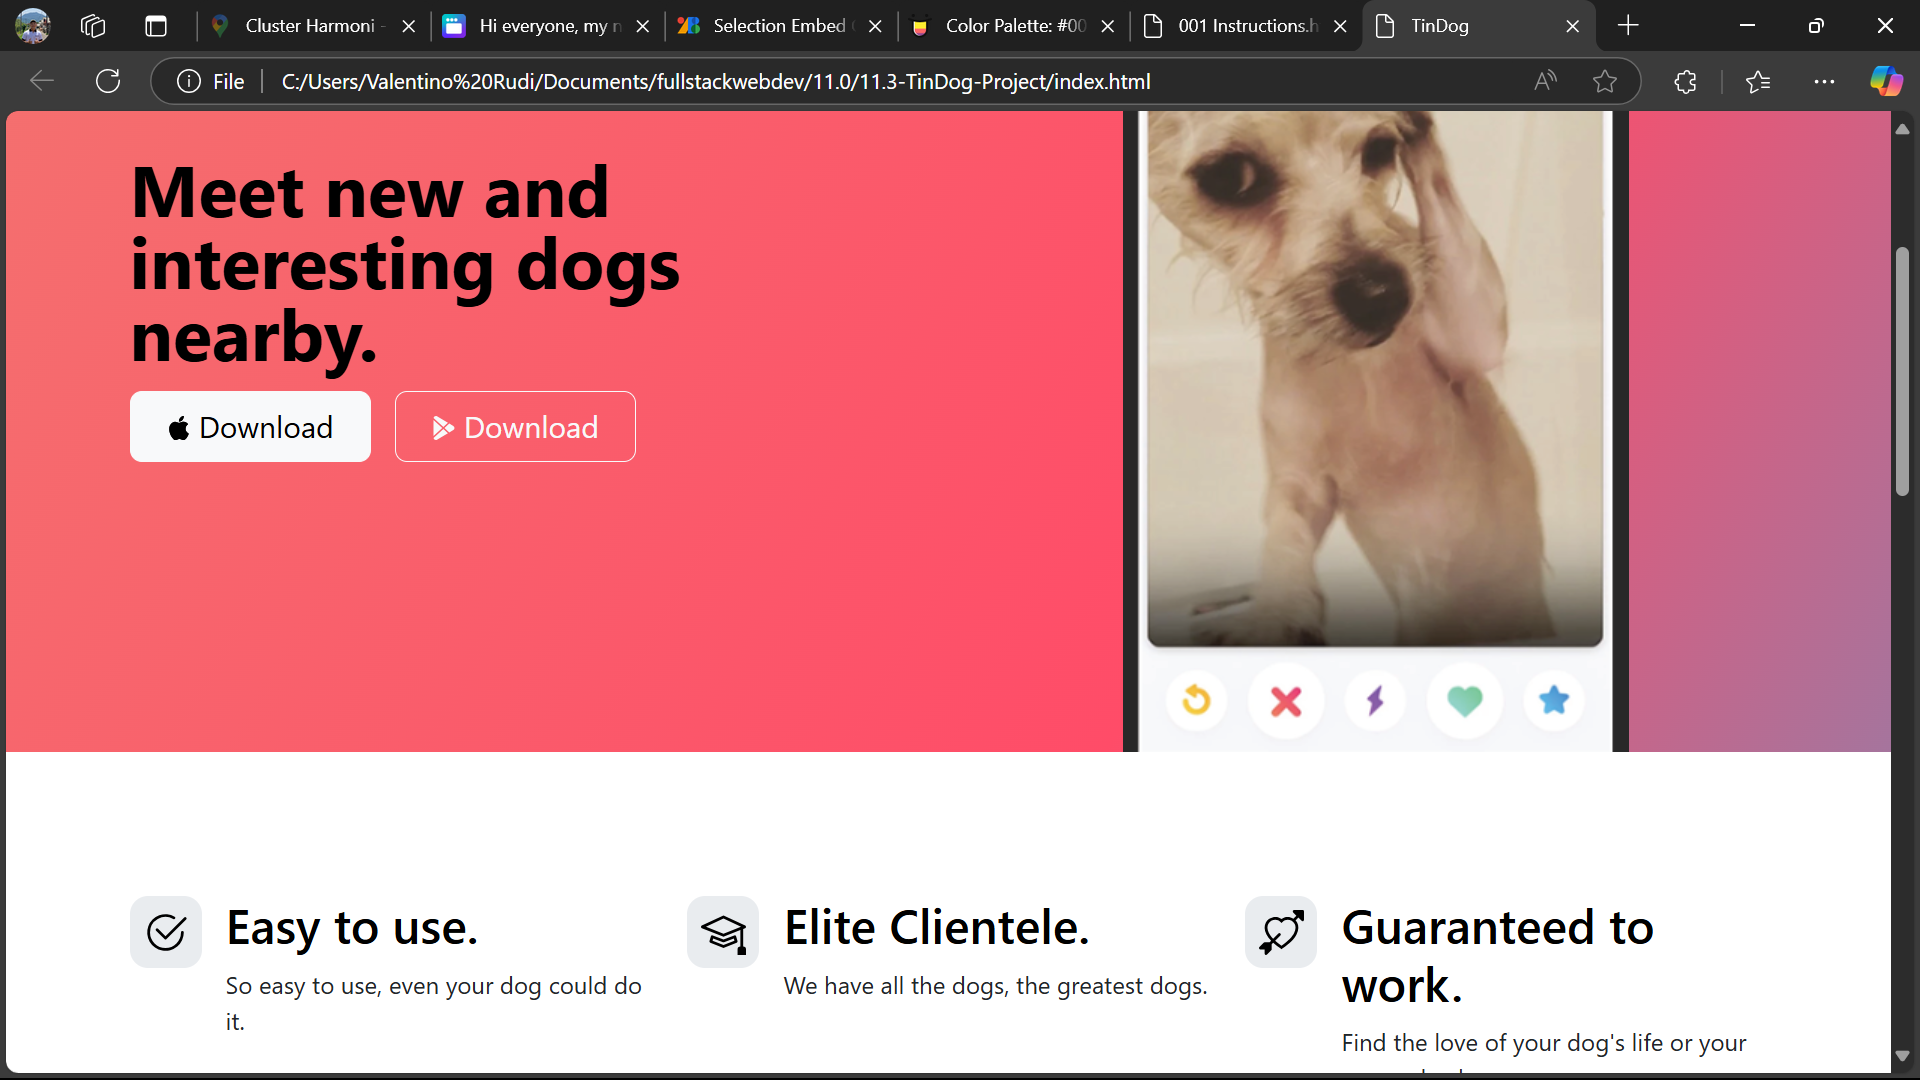 Cluster Harmoni -
Hi everyone, my n
Selection Embed
Color Palette: #00
001 Instructions.h
TinDog
File
C:/Users/Valentino%20Rudi/Documents/fullstackwebdev/11.0/11.3-TinDog-Project/index.html
Meet new and
interesting dogs
nearby.
Download
Download
Easy to use.
So easy to use, even your dog could do
it.
Elite Clientele.
We have all the dogs, the greatest dogs.
Guaranteed to
work.
Find the love of your dog's life or your